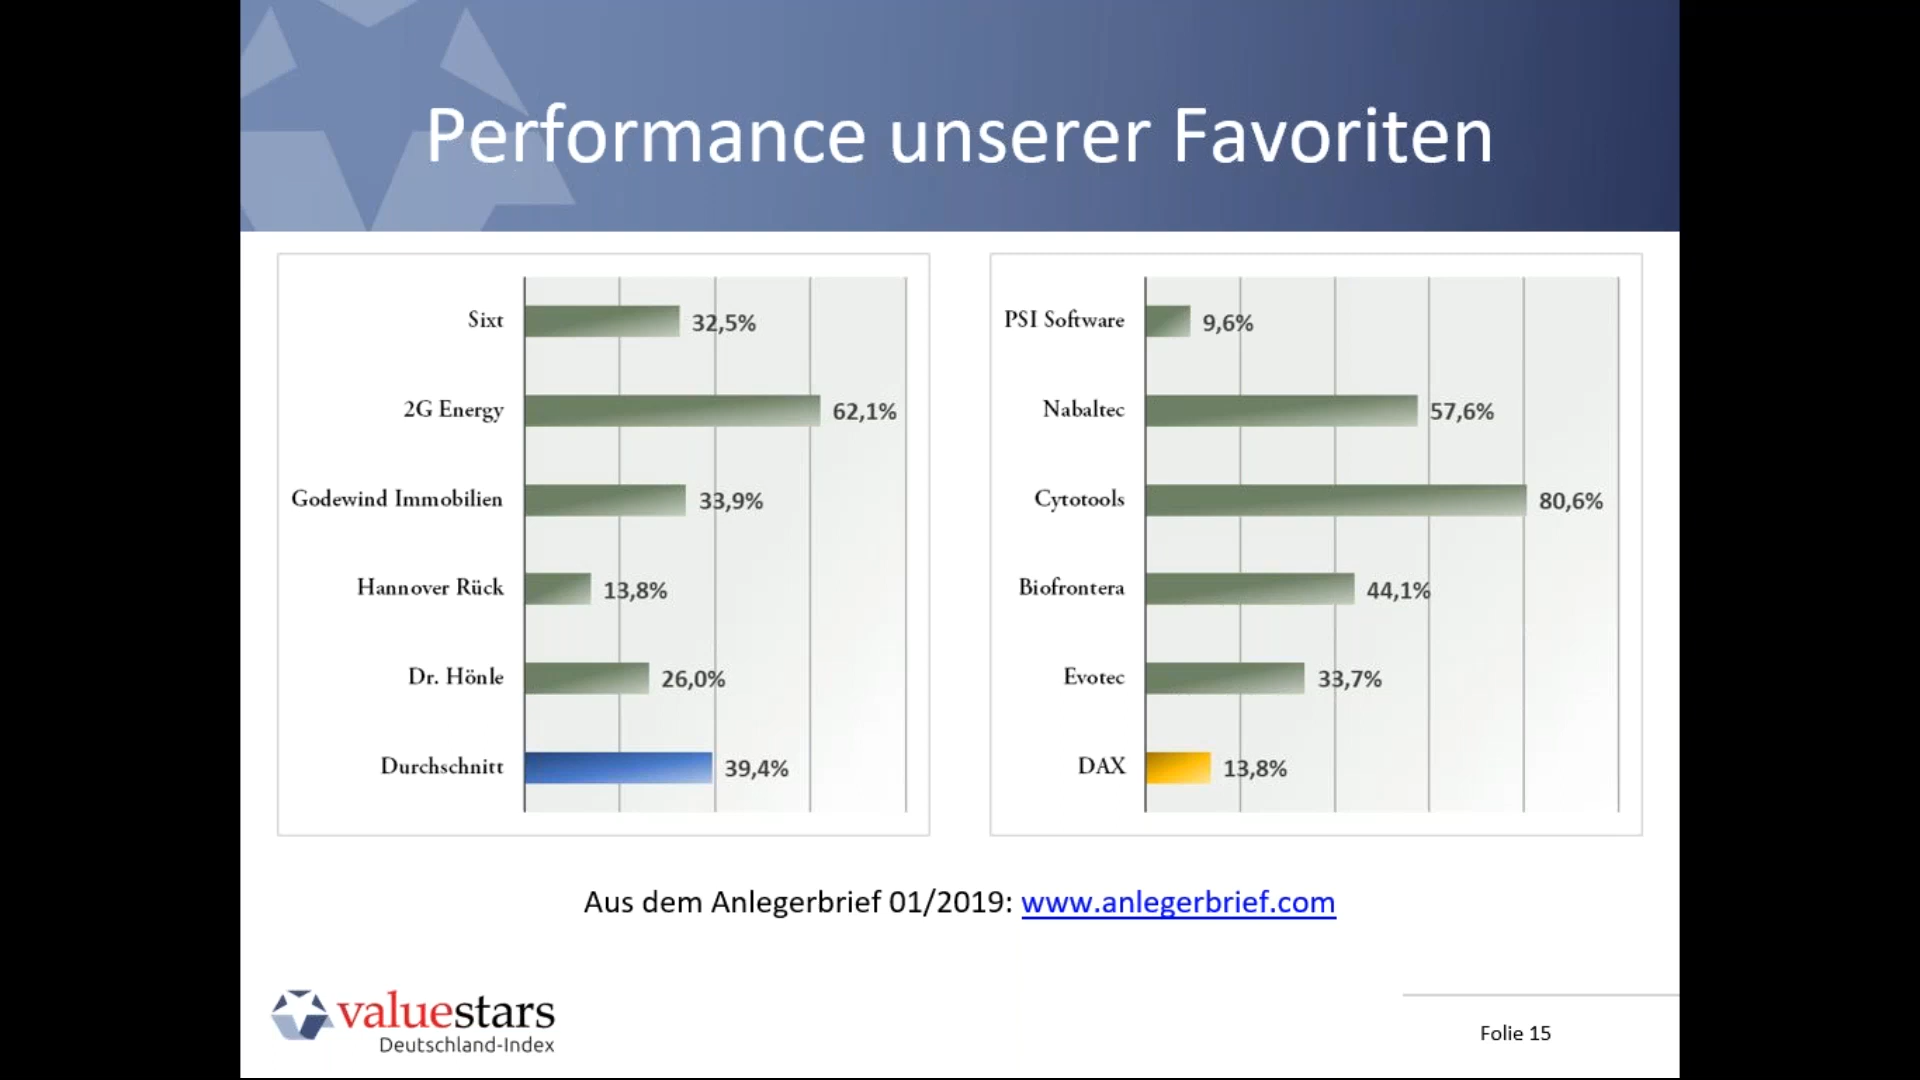 Performance unserer Favoriten
Sixt 32,5%
2G Energy 62,1%
Godewind Immobilien 33,9%
Hannover Rück 13,8%
Dr. Hönle 26,0%
Durchschnitt 39,4%
PSI Software 9,6%
Nabaltec 57,6%
Cytotools 80,6%
Biofrontera 44,1%
Evotec 33,7%
DAX 13,8%
Aus dem Anlegerbrief 01/2019: www.anlegerbrief.com
valuestars
Deutschland-Index
Folie 15